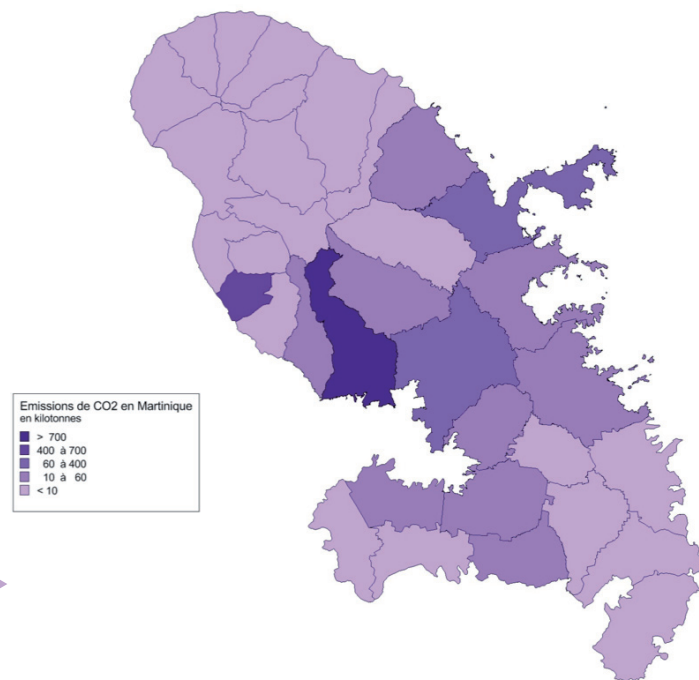 Emissions de CO2 en Martinique
en kilotonnes
> 700
400 à 700
60 à 400
10 à 60
< 10